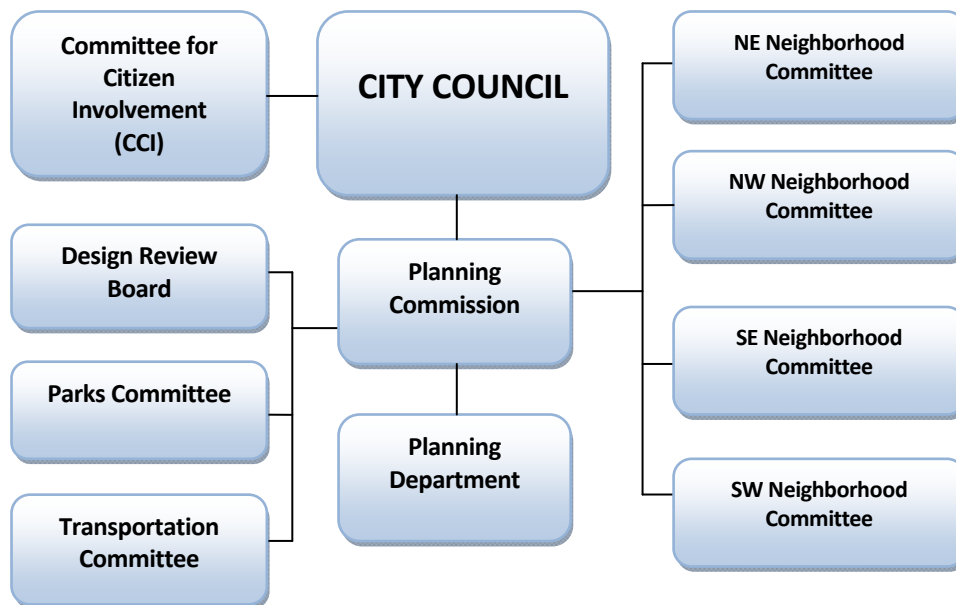 Committee for
Citizen
Involvement
(CCI)
CITY COUNCIL
NE Neighborhood
Committee
NW Neighborhood
Committee
Design Review
Board
Planning
Commission
SE Neighborhood
Committee
Parks Committee
Planning
Department
SW Neighborhood
Committee
Transportation
Committee